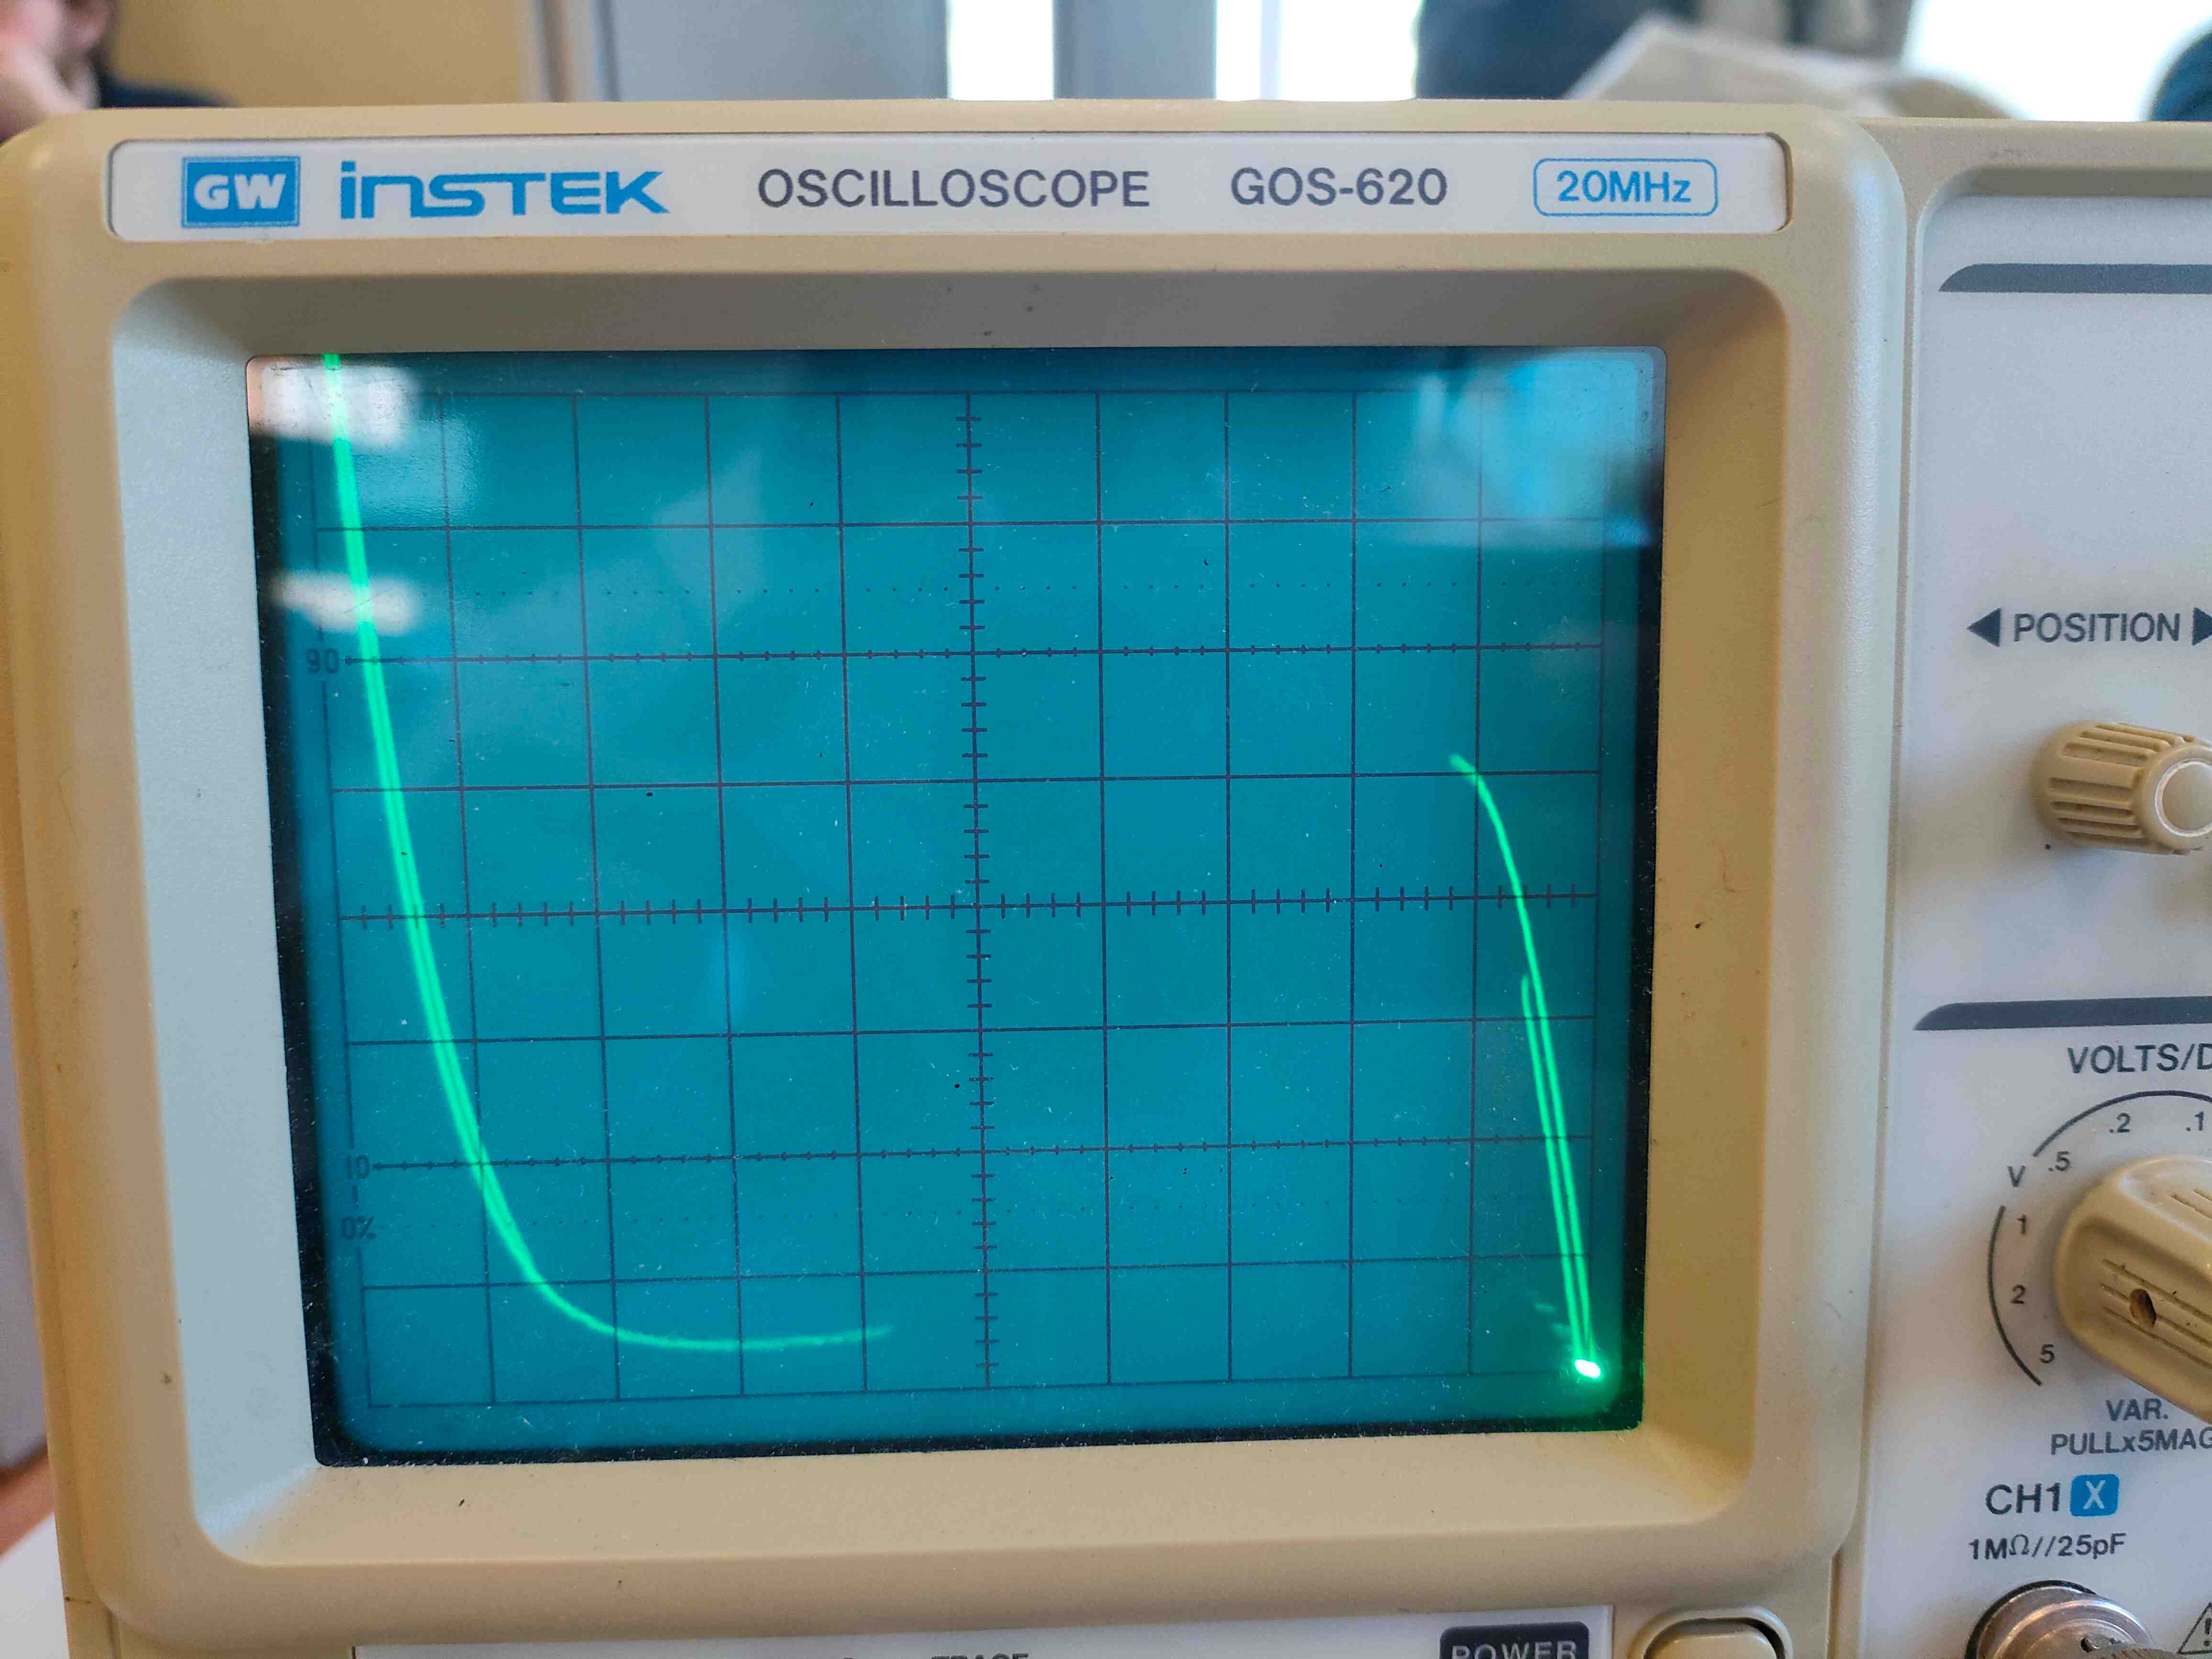 GW INSTEK OSCILLOSCOPE GOS-620 20MHz
◀ POSITION ▶
90
10
0%
VOLTS/D
.2 .1
V .5
1
2
5
VAR.
PULLx5MAG
CH1 X
1MΩ//25pF
POWER